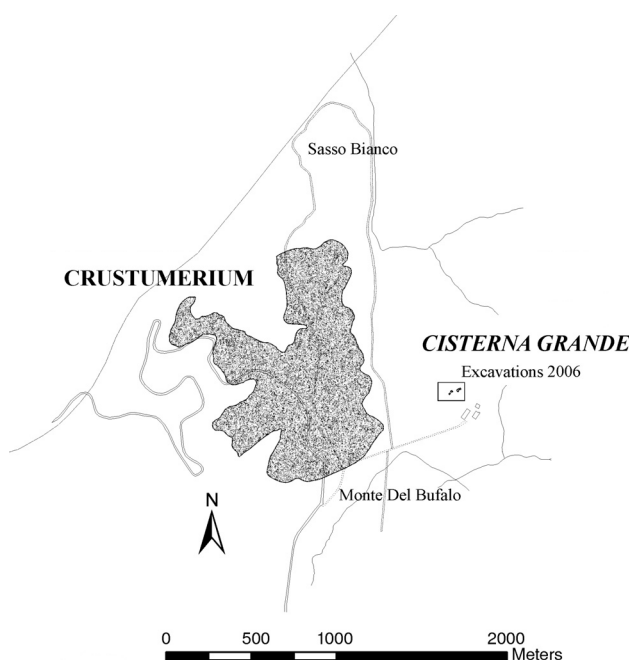 Sasso Bianco
CRUSTUMERIUM
CISTERNA GRANDE
Excavations 2006
Monte Del Bufalo
N
0 500 1000 2000
Meters